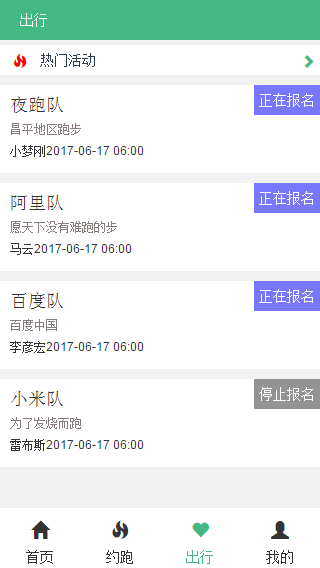 出行
热门活动
夜跑队
正在报名
昌平地区跑步
小梦刚2017-06-17 06:00
阿里队
正在报名
愿天下没有难跑的步
马云2017-06-17 06:00
百度队
正在报名
百度中国
李彦宏2017-06-17 06:00
小米队
停止报名
为了发烧而跑
雷布斯2017-06-17 06:00
首页 约跑 出行 我的